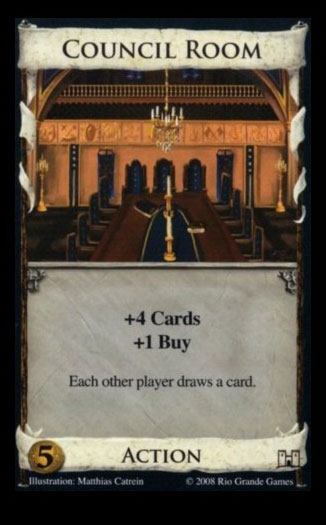 COUNCIL ROOM
+4 Cards
+1 Buy
Each other player draws a card.
5 ACTION
Illustration: Matthias Catrein © 2008 Rio Grande Games